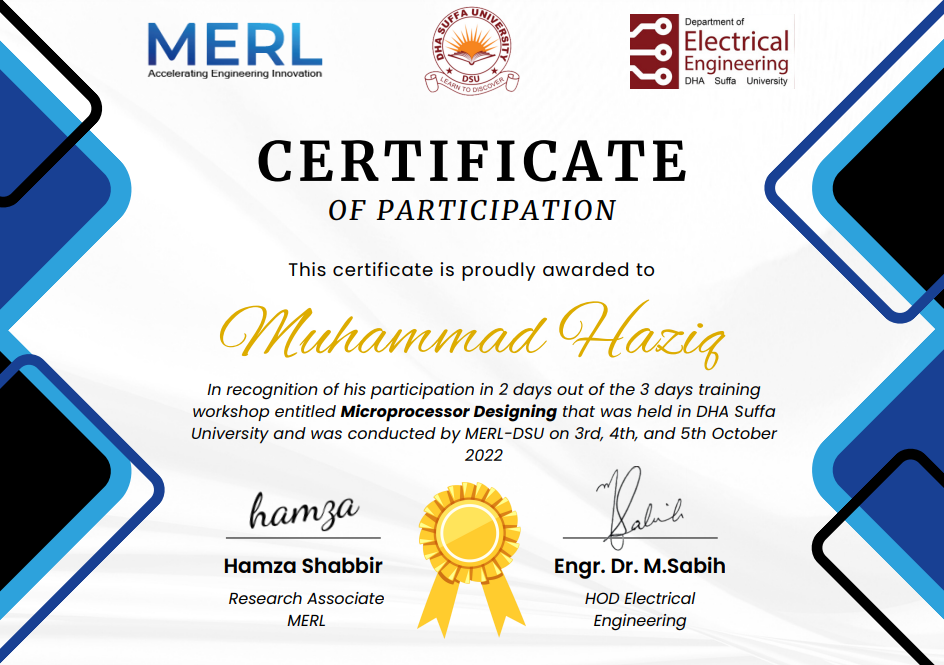 MERL
Accelerating Engineering Innovation
DHA SUFFA UNIVERSITY
DSU
LEARN TO DISCOVER
Department of
Electrical
Engineering
DHA Suffa University
CERTIFICATE
OF PARTICIPATION
This certificate is proudly awarded to
Muhammad Haziq
In recognition of his participation in 2 days out of the 3 days training
workshop entitled Microprocessor Designing that was held in DHA Suffa
University and was conducted by MERL-DSU on 3rd, 4th, and 5th October
2022
hamza
M Sabih
Hamza Shabbir
Engr. Dr. M.Sabih
Research Associate
MERL
HOD Electrical
Engineering